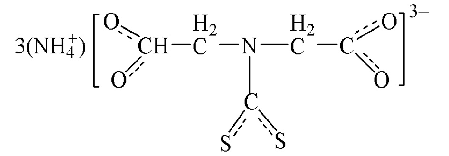 O H₂ H₂ O 3–
3(NH₄⁺)[ CH–C–N–C–C ]
O O
C
S S